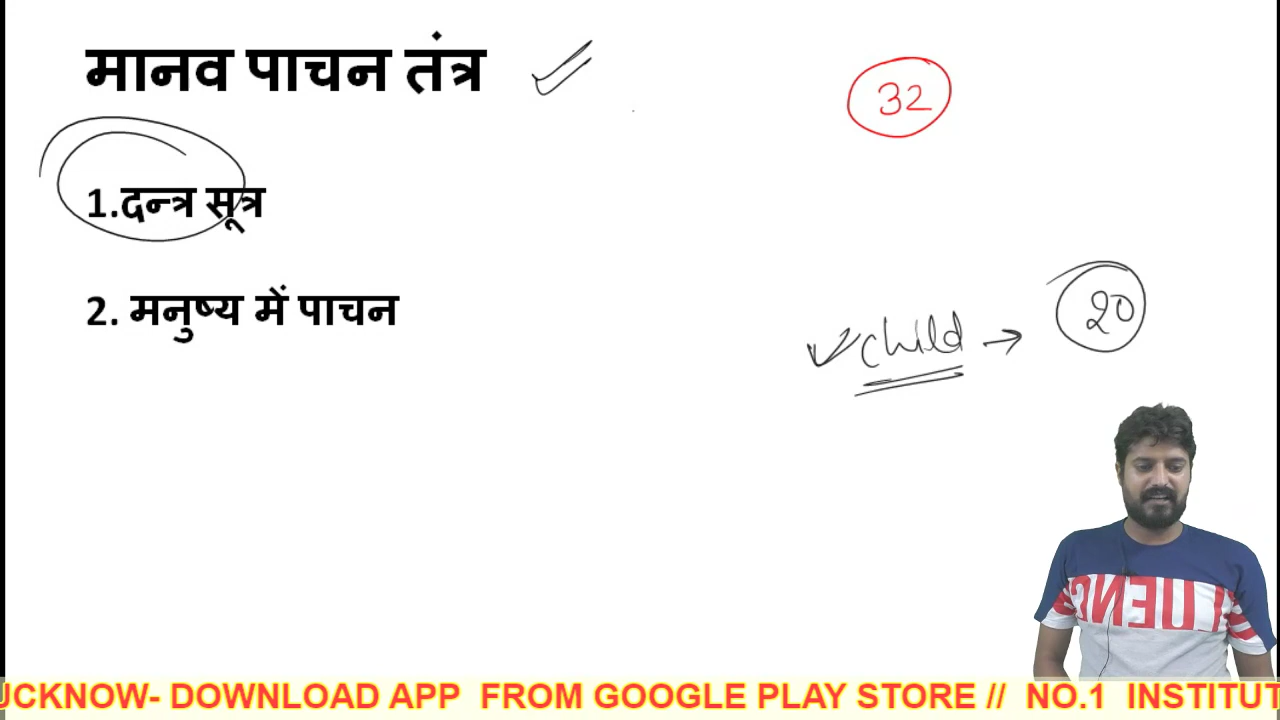 मानव पाचन तंत्र
32
1.दन्त्र सूत्र
2. मनुष्य में पाचन
child → 20
UCKNOW- DOWNLOAD APP FROM GOOGLE PLAY STORE // NO.1 INSTITUT